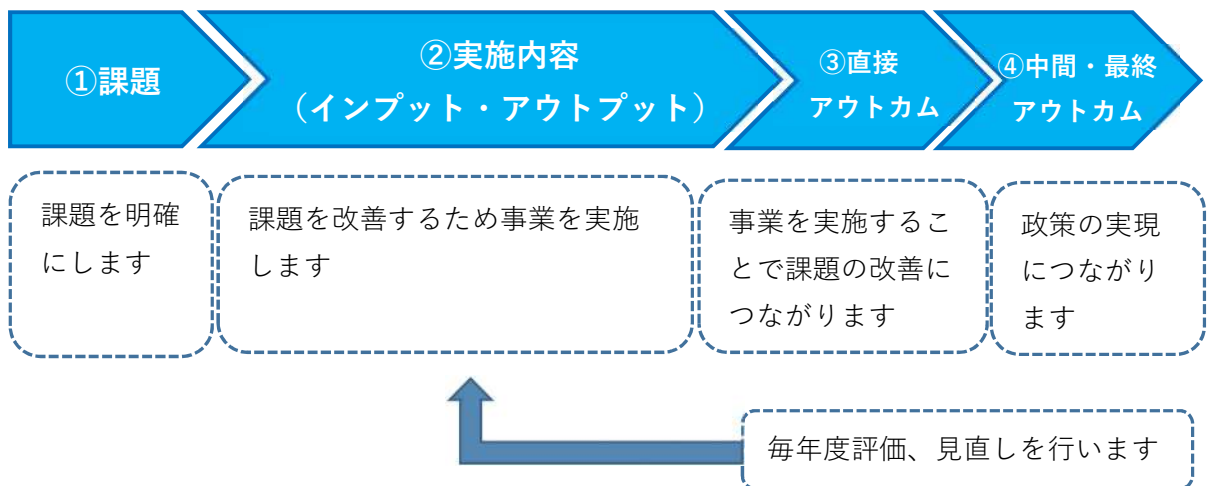 ①課題
②実施内容
（インプット・アウトプット）
③直接
アウトカム
④中間・最終
アウトカム
課題を明確
にします
課題を改善するため事業を実施
します
事業を実施するこ
とで課題の改善に
つながります
政策の実現
につながり
ます
毎年度評価、見直しを行います